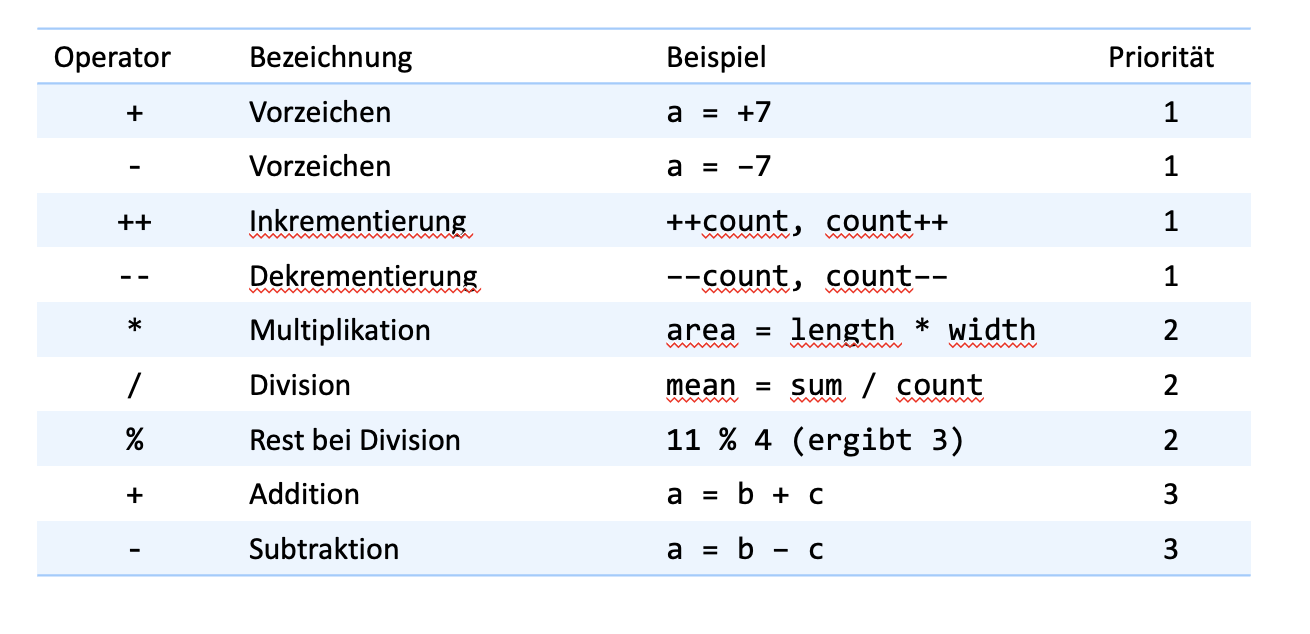 Operator Bezeichnung Beispiel Priorität
+ Vorzeichen a = +7 1
- Vorzeichen a = –7 1
++ Inkrementierung ++count, count++ 1
-- Dekrementierung --count, count-- 1
* Multiplikation area = length * width 2
/ Division mean = sum / count 2
% Rest bei Division 11 % 4 (ergibt 3) 2
+ Addition a = b + c 3
- Subtraktion a = b – c 3